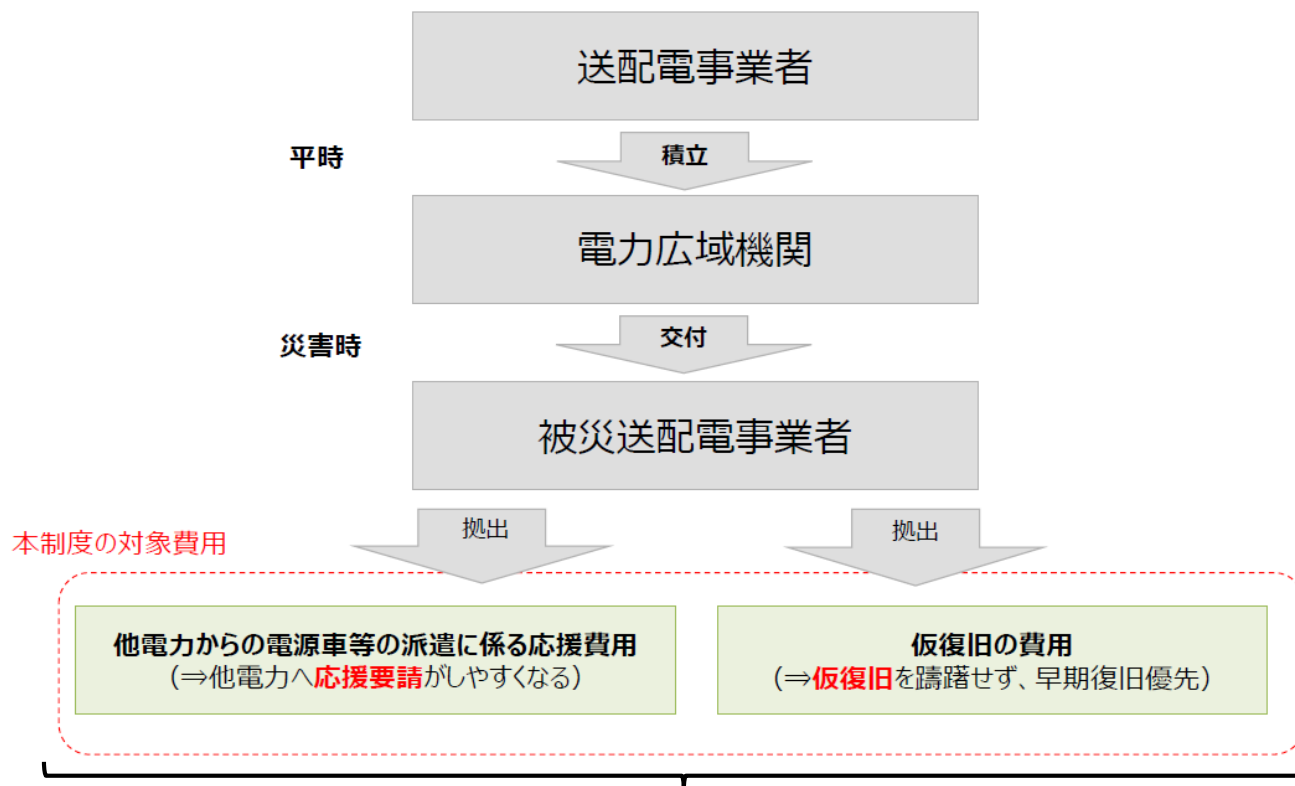 送配電事業者
平時
積立
電力広域機関
災害時
交付
被災送配電事業者
拠出
拠出
本制度の対象費用
他電力からの電源車等の派遣に係る応援費用
(⇒他電力へ応援要請がしやすくなる)
仮復旧の費用
(⇒仮復旧を躊躇せず、早期復旧優先)